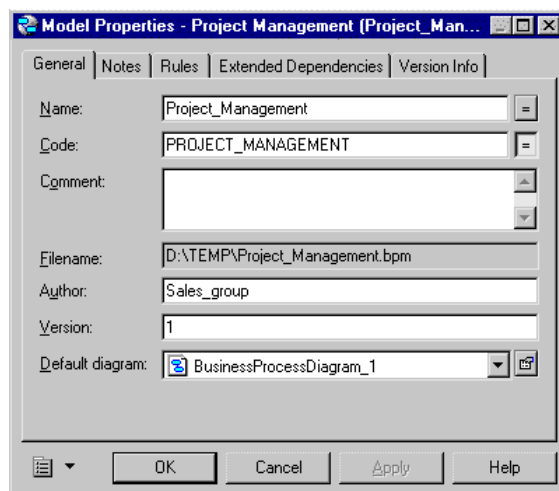 Model Properties - Project Management (Project_Man...
General Notes Rules Extended Dependencies Version Info
Name: Project_Management =
Code: PROJECT_MANAGEMENT =
Comment:
Filename: D:\TEMP\Project_Management.bpm
Author: Sales_group
Version: 1
Default diagram: BusinessProcessDiagram_1
OK Cancel Apply Help